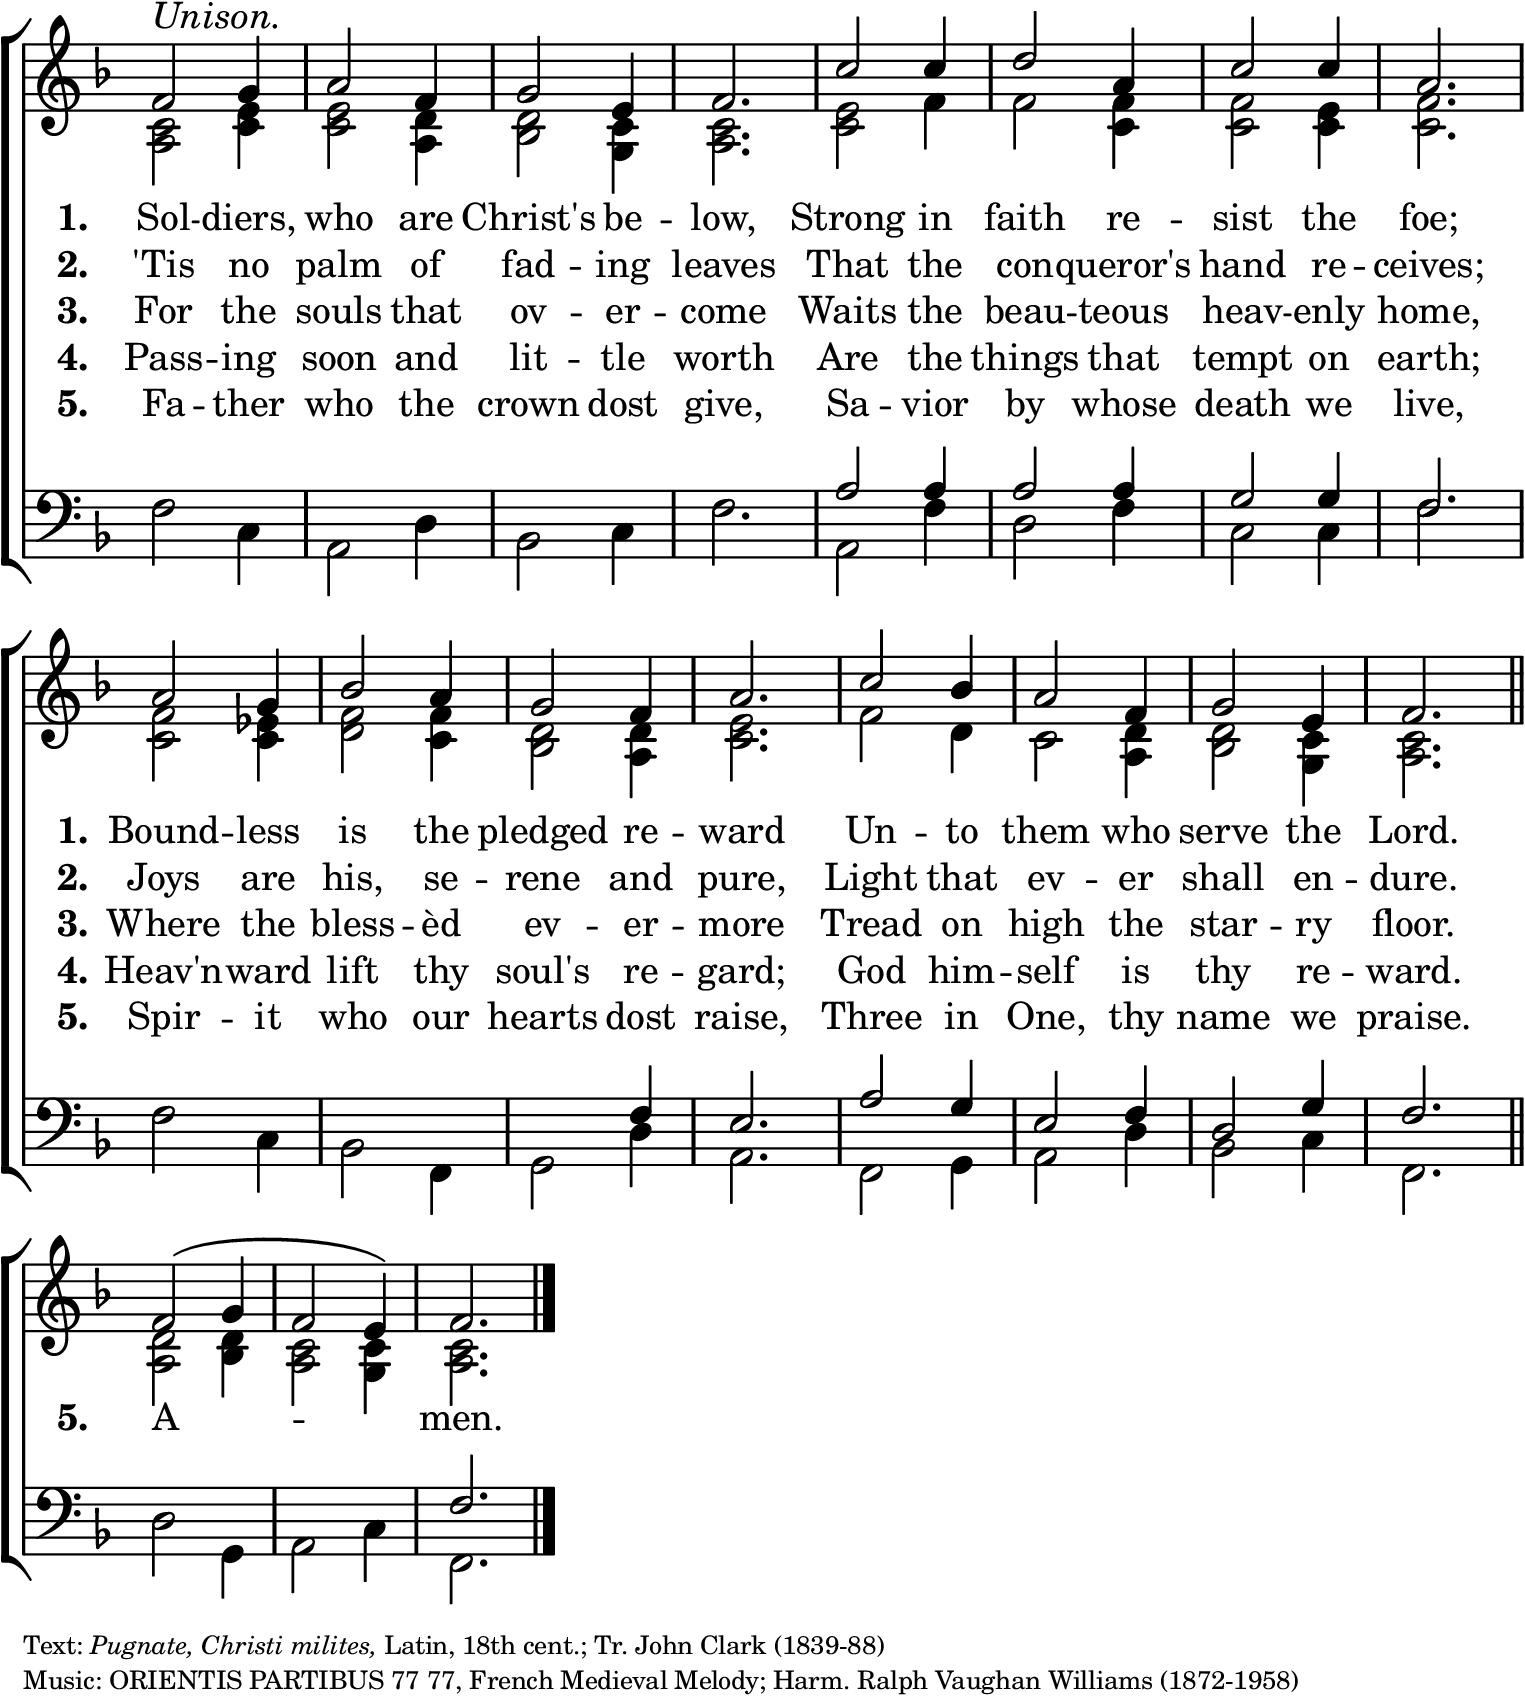 Unison.
1. Sol -- diers, who are Christ's be -- low, Strong in faith re -- sist the foe;
2. 'Tis no palm of fad -- ing leaves That the conqueror's hand re -- ceives;
3. For the souls that ov -- er -- come Waits the beau -- teous heav -- enly home,
4. Pass -- ing soon and lit -- tle worth Are the things that tempt on earth;
5. Fa -- ther who the crown dost give, Sa -- vior by whose death we live,
1. Bound -- less is the pledged re -- ward Un -- to them who serve the Lord.
2. Joys are his, se -- rene and pure, Light that ev -- er shall en -- dure.
3. Where the bless -- èd ev -- er -- more Tread on high the star -- ry floor.
4. Heav'nward lift thy soul's re -- gard; God him -- self is thy re -- ward.
5. Spir -- it who our hearts dost raise, Three in One, thy name we praise.
5. A -- men.
Text: Pugnate, Christi milites, Latin, 18th cent.; Tr. John Clark (1839-88)
Music: ORIENTIS PARTIBUS 77 77, French Medieval Melody; Harm. Ralph Vaughan Williams (1872-1958)